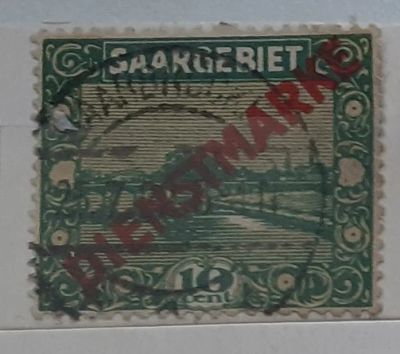 SAARGEBIET
DIENSTMARKE
10
cent